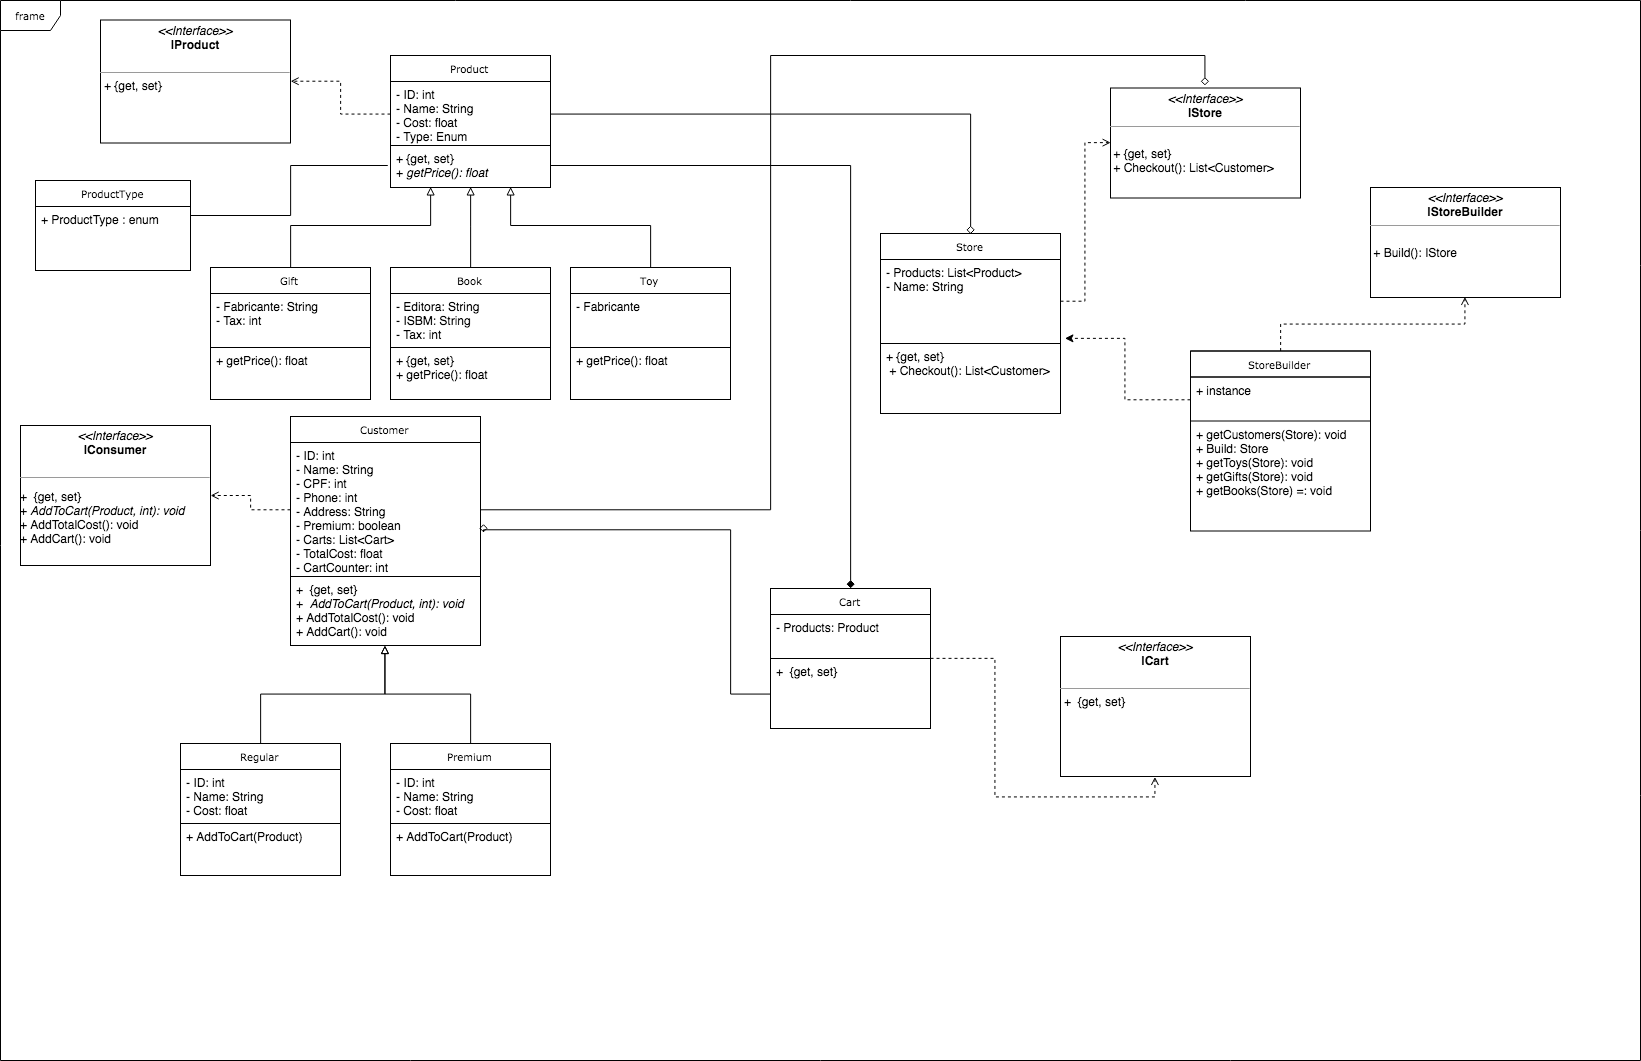 frame
<<Interface>>
IProduct
+ {get, set}
Product
- ID: int
- Name: String
- Cost: float
- Type: Enum
+ {get, set}
+ getPrice(): float
<<Interface>>
IStore
+ {get, set}
+ Checkout(): List<Customer>
ProductType
+ ProductType : enum
<<Interface>>
IStoreBuilder
+ Build(): IStore
Store
- Products: List<Product>
- Name: String
+ {get, set}
+ Checkout(): List<Customer>
Gift
- Fabricante: String
- Tax: int
+ getPrice(): float
Book
- Editora: String
- ISBM: String
- Tax: int
+ {get, set}
+ getPrice(): float
Toy
- Fabricante
+ getPrice(): float
StoreBuilder
+ instance
+ getCustomers(Store): void
+ Build: Store
+ getToys(Store): void
+ getGifts(Store): void
+ getBooks(Store) =: void
<<Interface>>
IConsumer
+ {get, set}
+ AddToCart(Product, int): void
+ AddTotalCost(): void
+ AddCart(): void
Customer
- ID: int
- Name: String
- CPF: int
- Phone: int
- Address: String
- Premium: boolean
- Carts: List<Cart>
- TotalCost: float
- CartCounter: int
+ {get, set}
+ AddToCart(Product, int): void
+ AddTotalCost(): void
+ AddCart(): void
Cart
- Products: Product
+ {get, set}
<<Interface>>
ICart
+ {get, set}
Regular
- ID: int
- Name: String
- Cost: float
+ AddToCart(Product)
Premium
- ID: int
- Name: String
- Cost: float
+ AddToCart(Product)